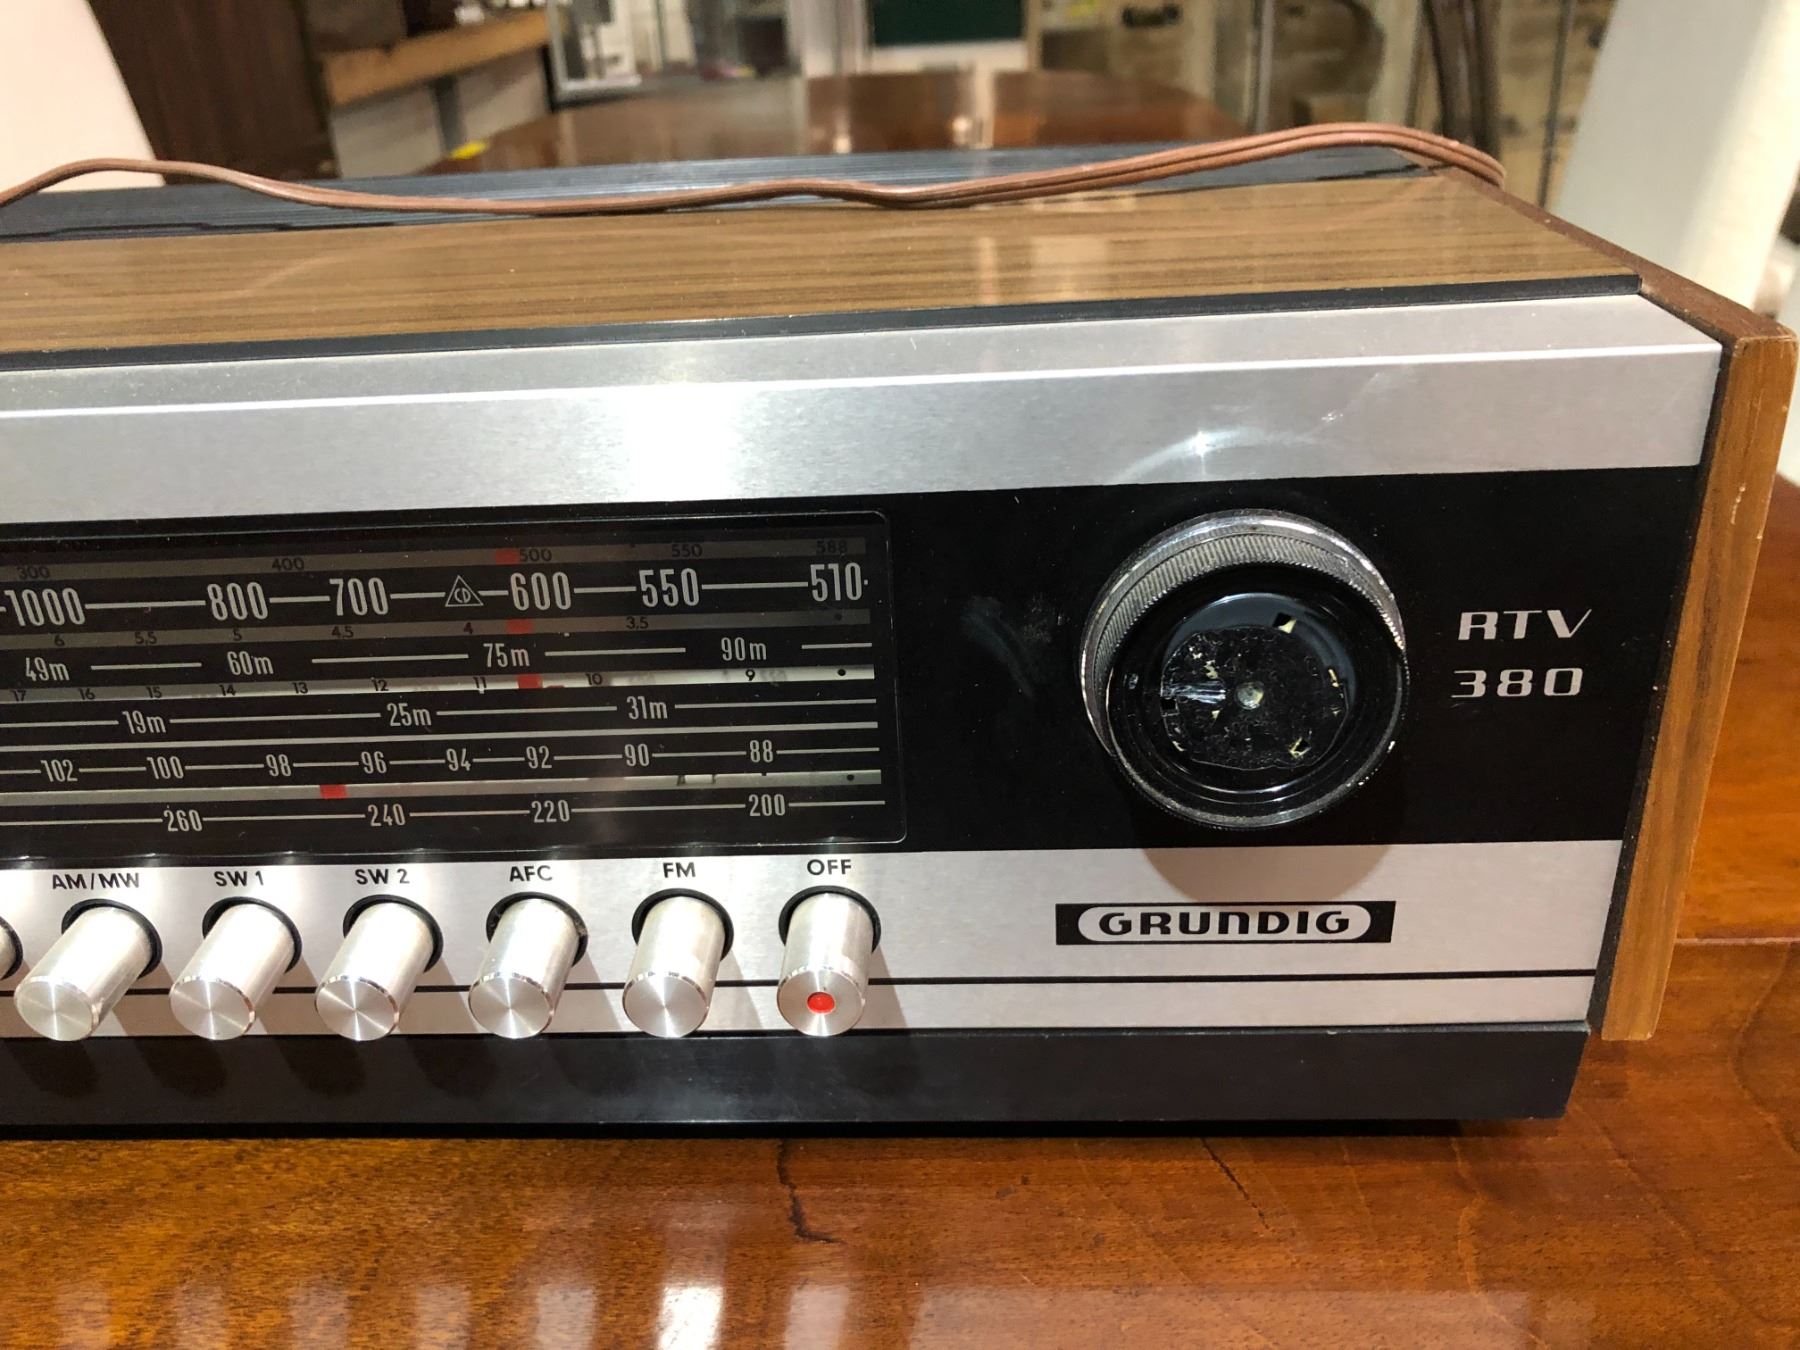 300 400 500 550 588
1000 800 700 CD 600 550 510
6 5,5 5 4,5 4 3,5
49m 60m 75m 90m
17 16 15 14 13 12 11 10 9
19m 25m 31m
102 100 98 96 94 92 90 88
260 240 220 200
RTV
380
AM/MW SW 1 SW 2 AFC FM OFF
GRUNDIG